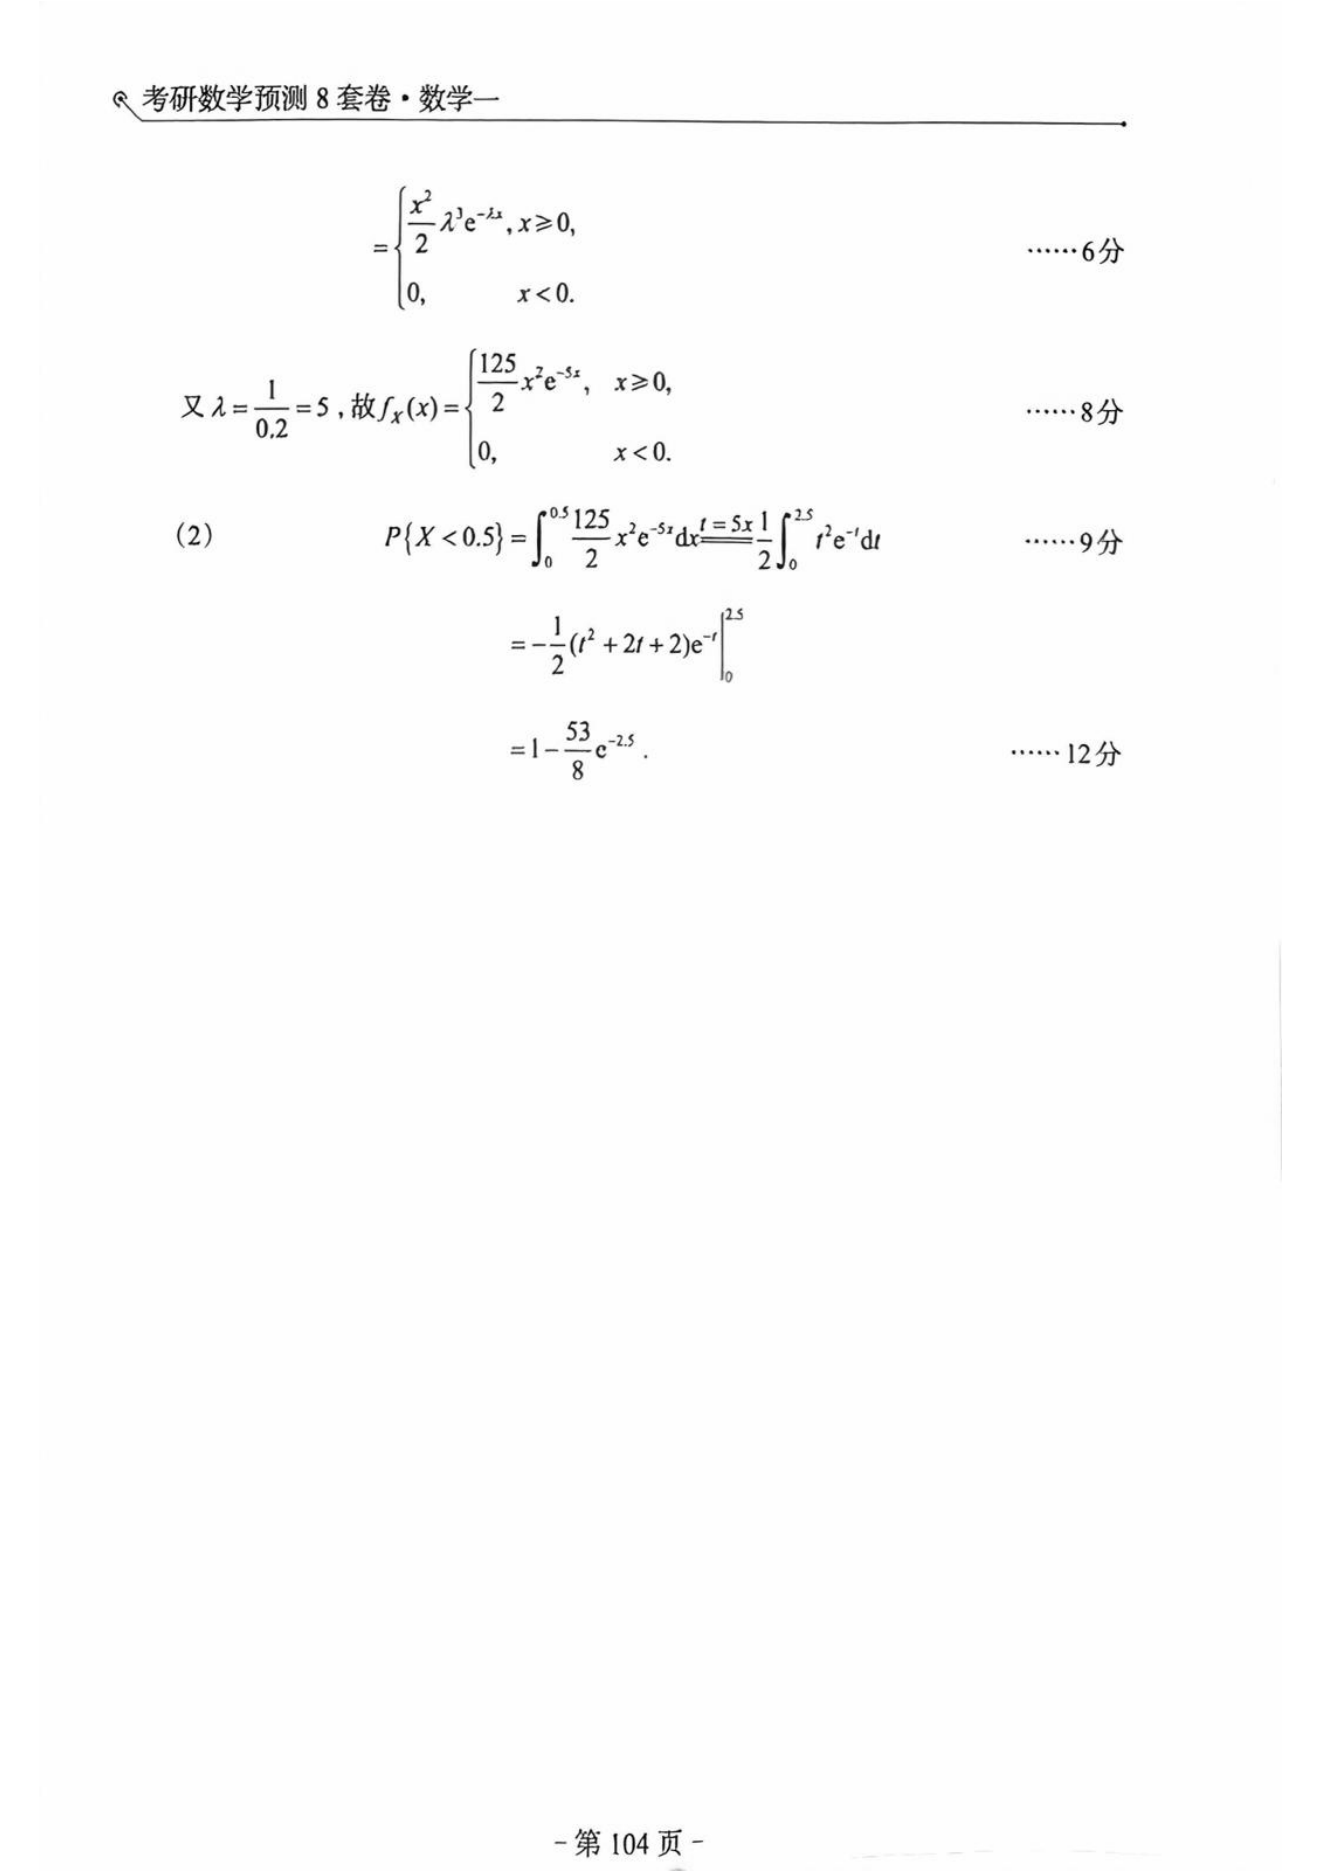 考研数学预测8套卷·数学一
= { x²/2 λ³e^{-λx}, x≥0, ……6分
0, x<0.
又 λ = 1/0.2 = 5, 故 f_X(x) = { 125/2 x²e^{-5x}, x≥0, ……8分
0, x<0.
(2) P{X<0.5} = ∫_0^{0.5} 125/2 x²e^{-5x}dx \xlongequal{t=5x} 1/2 ∫_0^{2.5} t²e^{-t}dt ……9分
= -1/2 (t²+2t+2)e^{-t} |_0^{2.5}
= 1 - 53/8 e^{-2.5}. ……12分
-第104页-